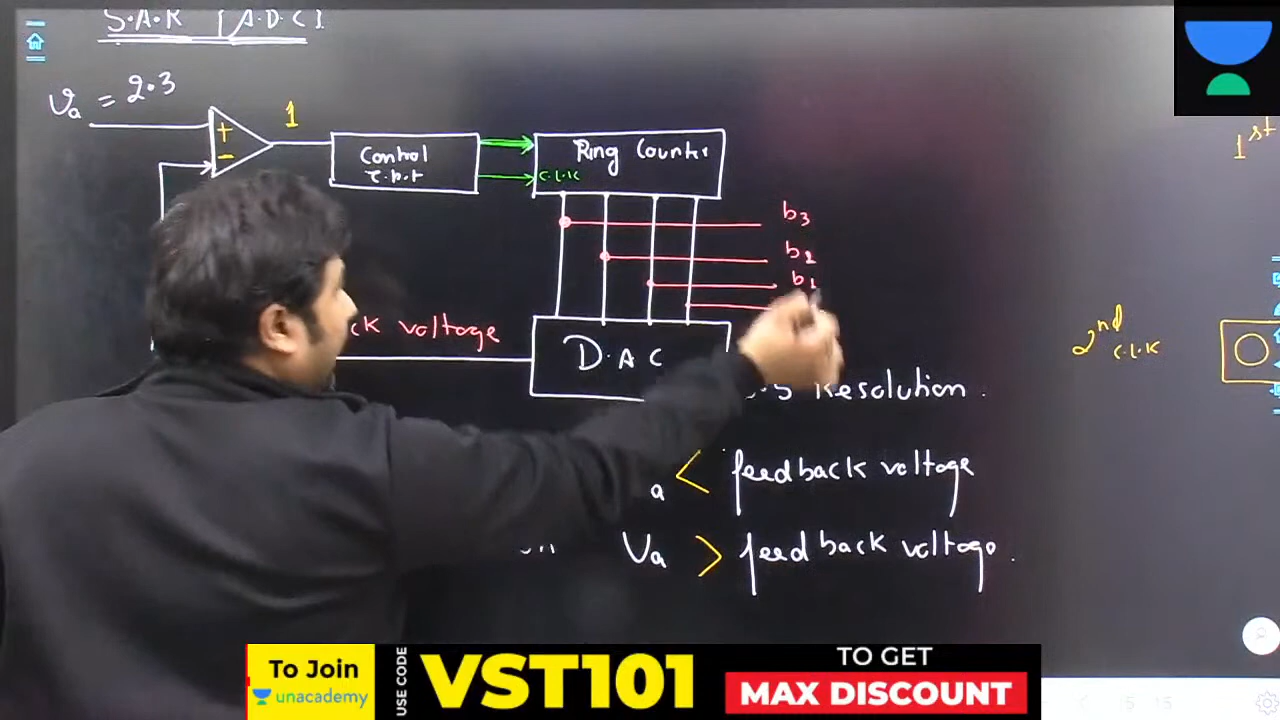 S.A.R [A.D.C].
Va = 2.3
1
+
-
Control
Ring Counter
C.L.K
b3
b2
b1
voltage
D.A.C
Resolution.
a < feedback voltage
Va > feedback voltage.
1st
2nd
C.L.K
To Join
unacademy
USE CODE
VST101
TO GET
MAX DISCOUNT